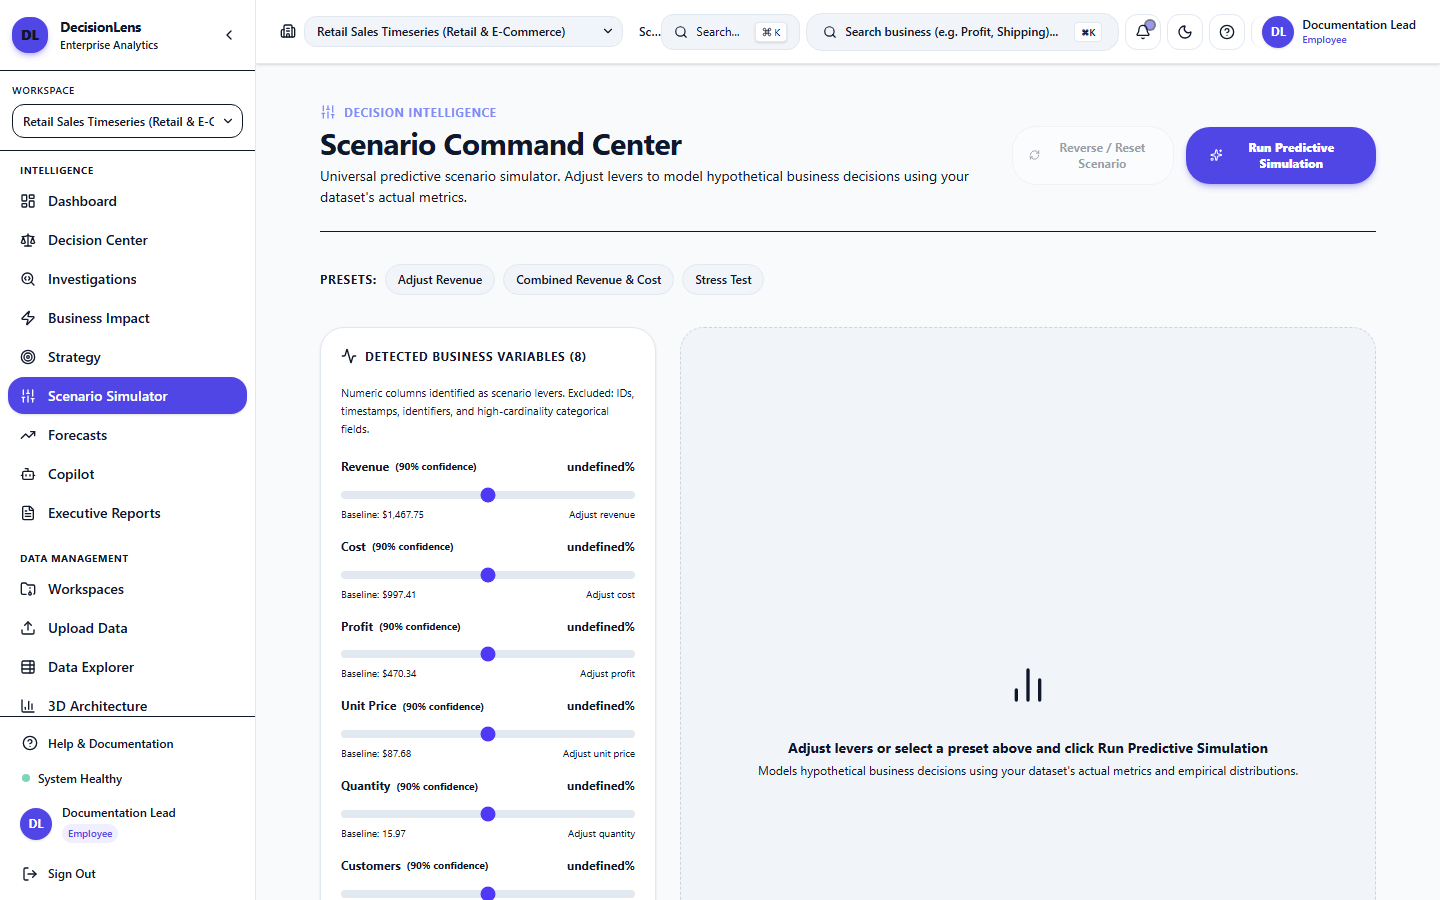 DL
DecisionLens
Enterprise Analytics
WORKSPACE
Retail Sales Timeseries (Retail & E-C
INTELLIGENCE
Dashboard
Decision Center
Investigations
Business Impact
Strategy
Scenario Simulator
Forecasts
Copilot
Executive Reports
DATA MANAGEMENT
Workspaces
Upload Data
Data Explorer
3D Architecture
Help & Documentation
System Healthy
DL
Documentation Lead
Employee
Sign Out
Retail Sales Timeseries (Retail & E-Commerce)
Sc...
Search...
⌘ K
Search business (e.g. Profit, Shipping)...
⌘K
DL
Documentation Lead
Employee
DECISION INTELLIGENCE
Scenario Command Center
Universal predictive scenario simulator. Adjust levers to model hypothetical business decisions using your
dataset's actual metrics.
Reverse / Reset
Scenario
Run Predictive
Simulation
PRESETS:
Adjust Revenue
Combined Revenue & Cost
Stress Test
DETECTED BUSINESS VARIABLES (8)
Numeric columns identified as scenario levers. Excluded: IDs,
timestamps, identifiers, and high-cardinality categorical
fields.
Revenue (90% confidence) undefined%
Baseline: $1,467.75 Adjust revenue
Cost (90% confidence) undefined%
Baseline: $997.41 Adjust cost
Profit (90% confidence) undefined%
Baseline: $470.34 Adjust profit
Unit Price (90% confidence) undefined%
Baseline: $87.68 Adjust unit price
Quantity (90% confidence) undefined%
Baseline: 15.97 Adjust quantity
Customers (90% confidence) undefined%
Adjust levers or select a preset above and click Run Predictive Simulation
Models hypothetical business decisions using your dataset's actual metrics and empirical distributions.